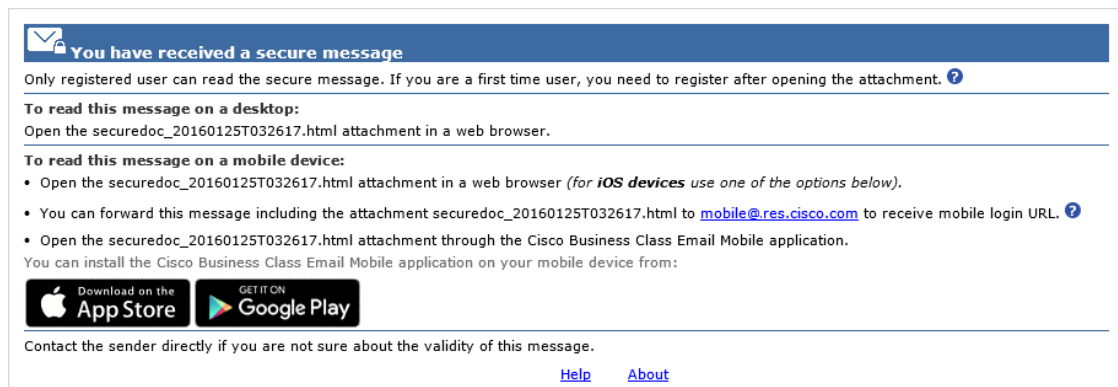 You have received a secure message
Only registered user can read the secure message. If you are a first time user, you need to register after opening the attachment. ?
To read this message on a desktop:
Open the securedoc_20160125T032617.html attachment in a web browser.
To read this message on a mobile device:
• Open the securedoc_20160125T032617.html attachment in a web browser (for iOS devices use one of the options below).
• You can forward this message including the attachment securedoc_20160125T032617.html to mobile@res.cisco.com to receive mobile login URL. ?
• Open the securedoc_20160125T032617.html attachment through the Cisco Business Class Email Mobile application.
You can install the Cisco Business Class Email Mobile application on your mobile device from:
Download on the GET IT ON
App Store Google Play
Contact the sender directly if you are not sure about the validity of this message.
Help About